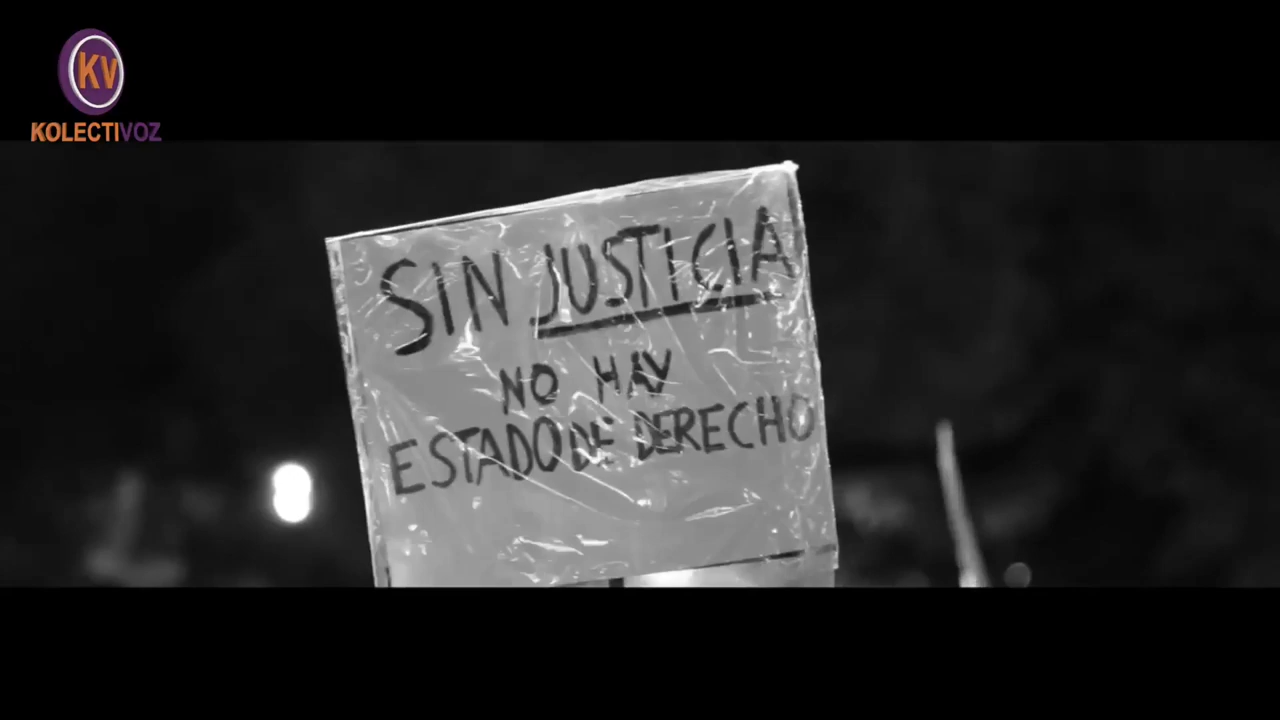 KV
KOLECTIVOZ
SIN JUSTICIA
NO HAY
ESTADO DE DERECHO